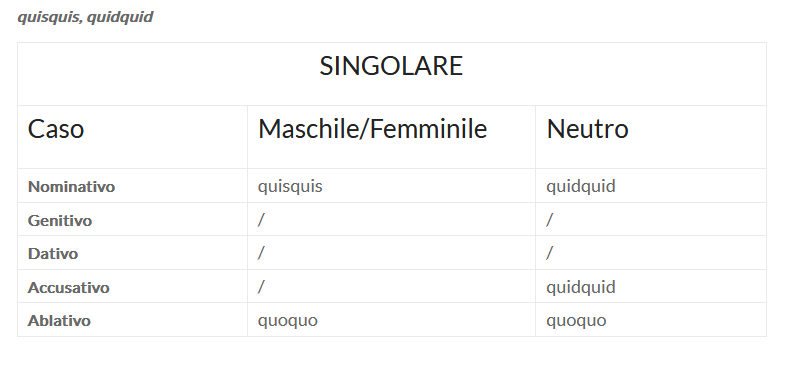 quisquis, quidquid
SINGOLARE
Caso Maschile/Femminile Neutro
Nominativo quisquis quidquid
Genitivo / /
Dativo / /
Accusativo / quidquid
Ablativo quoquo quoquo